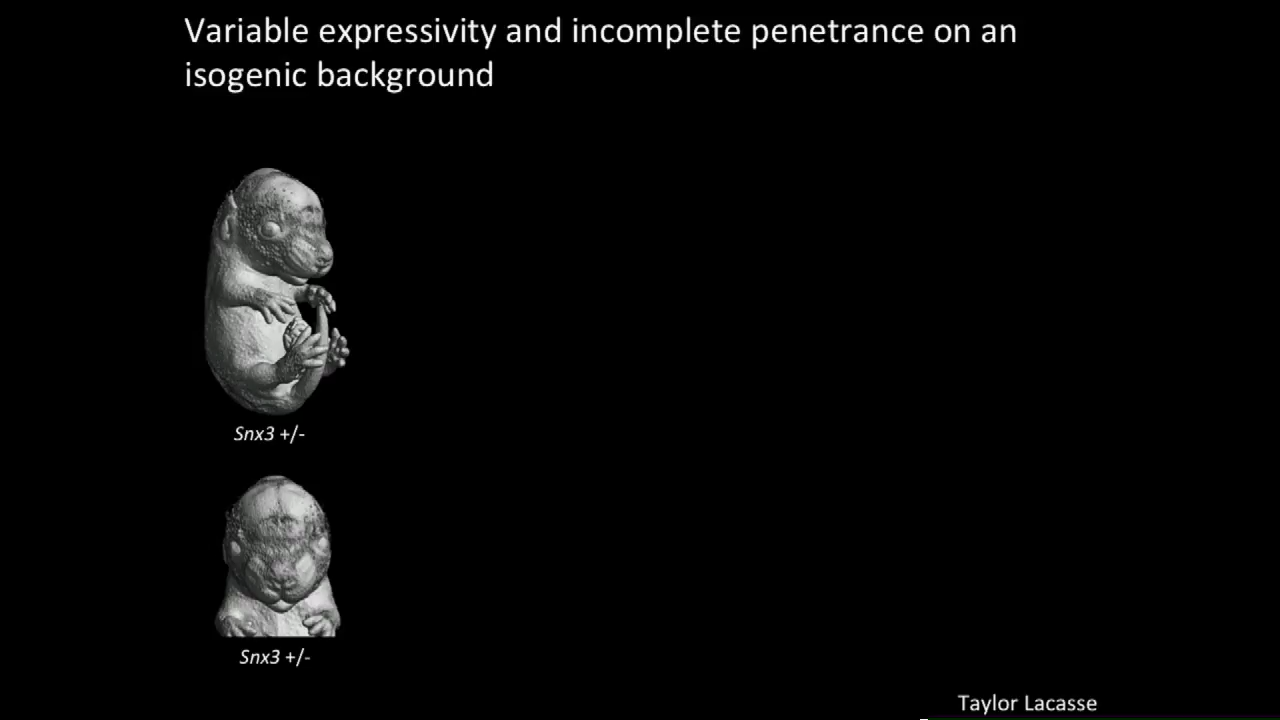 Variable expressivity and incomplete penetrance on an
isogenic background
Snx3 +/-
Snx3 +/-
Taylor Lacasse